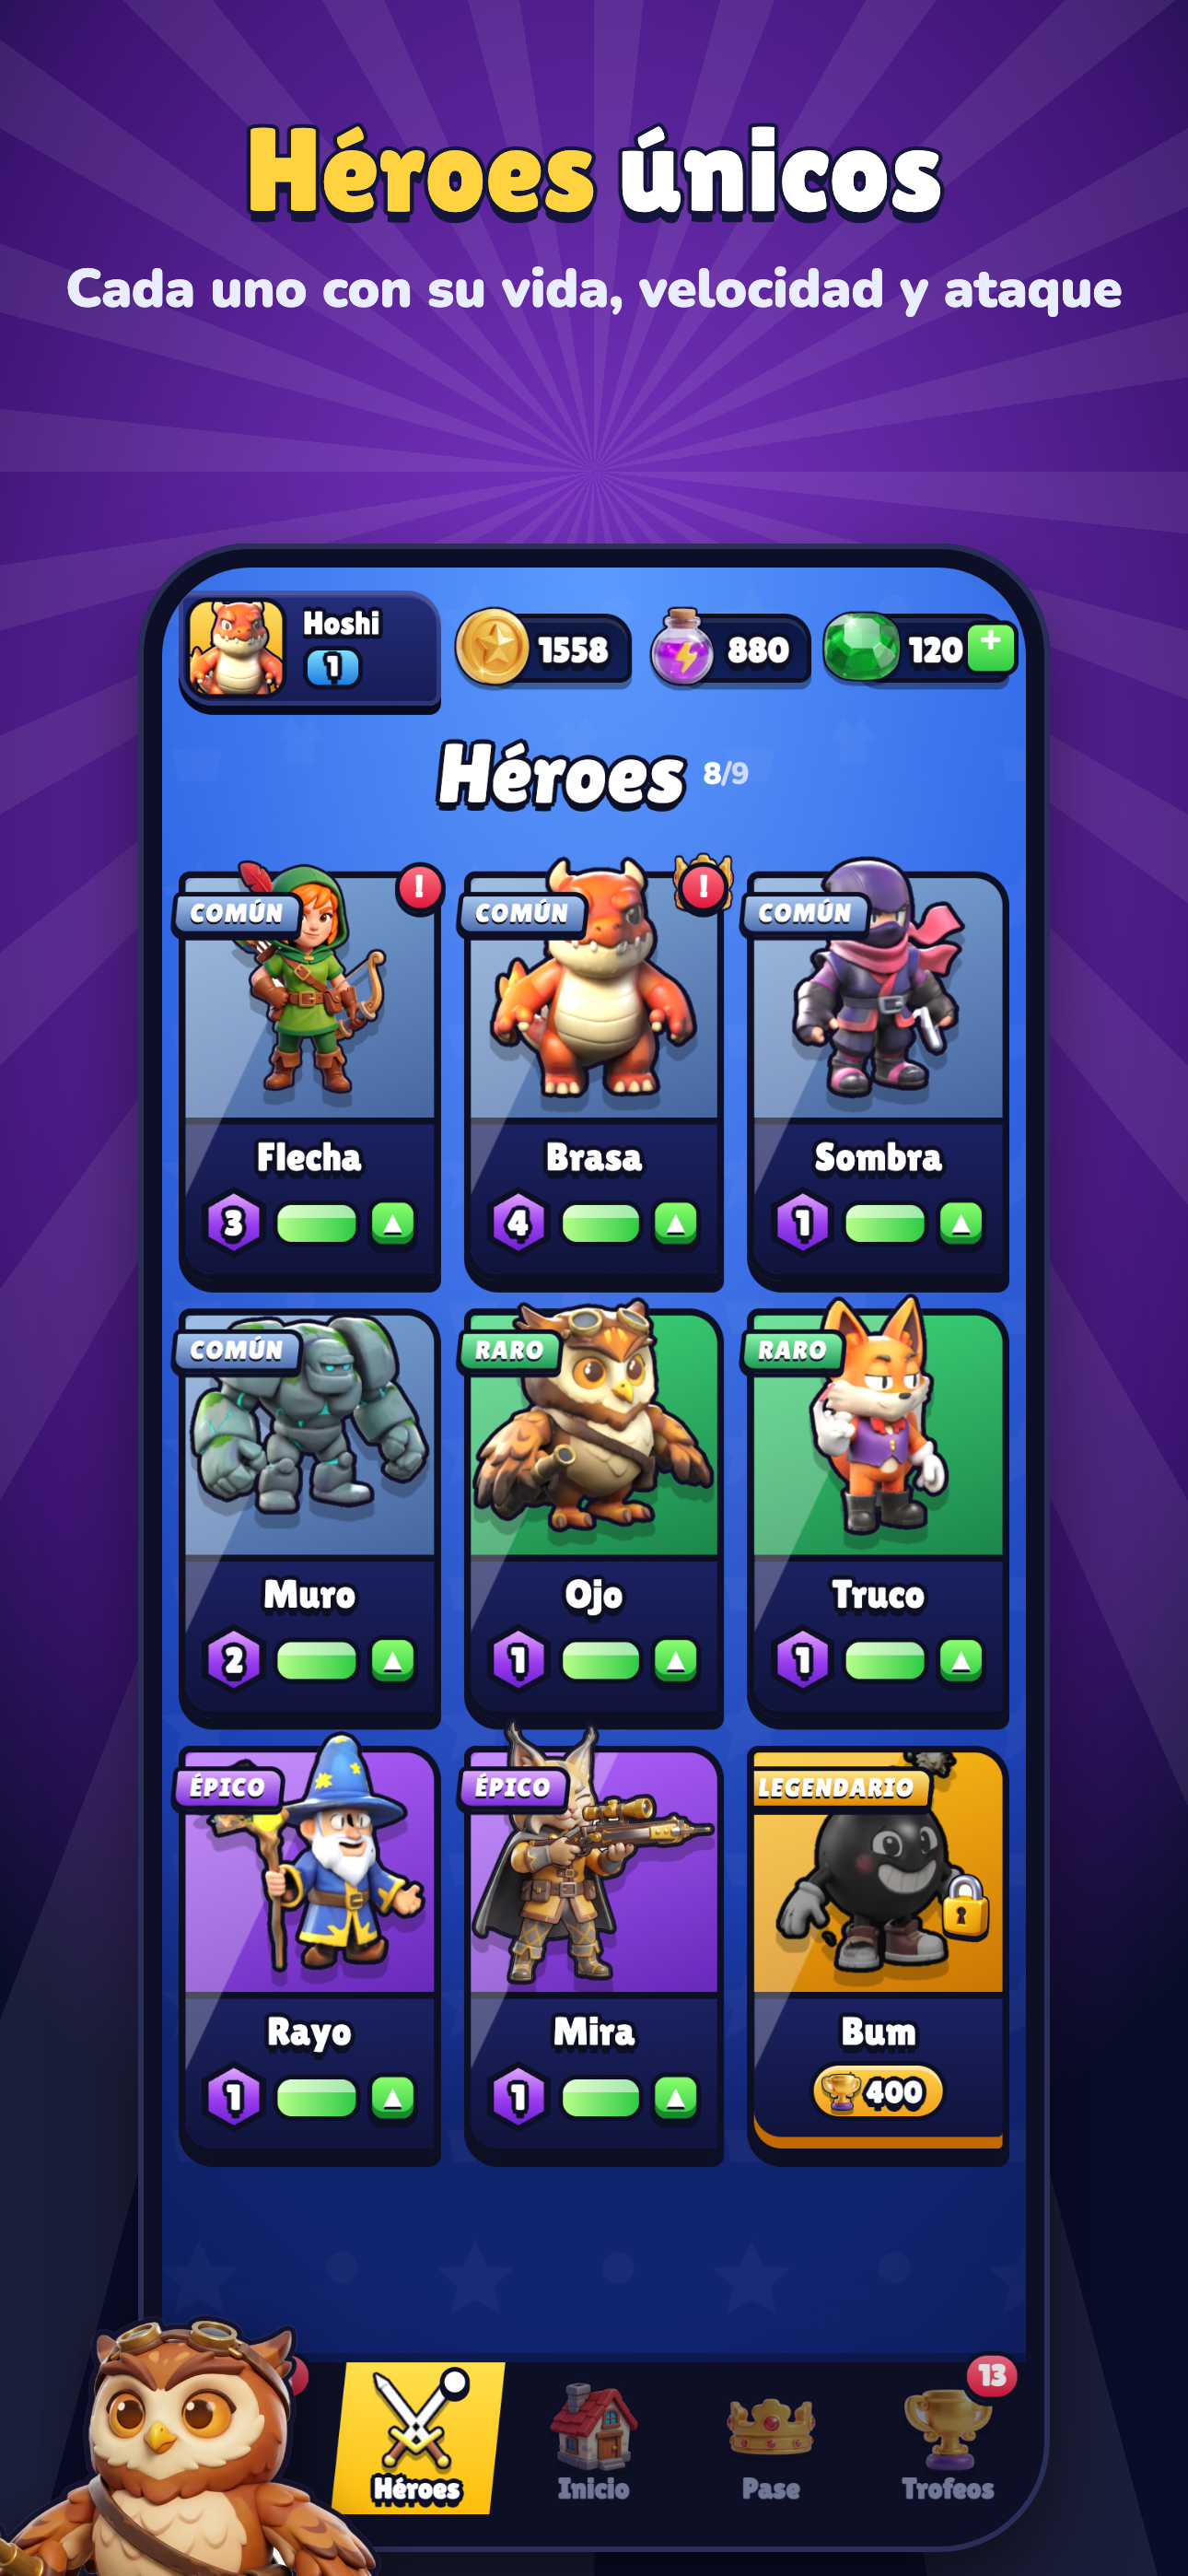 Héroes únicos
Cada uno con su vida, velocidad y ataque
Hoshi
1
1558
880
120
+
Héroes 8/9
COMÚN
!
COMÚN
!
COMÚN
Flecha
Brasa
Sombra
3
4
1
COMÚN
RARO
RARO
Muro
Ojo
Truco
2
1
1
ÉPICO
ÉPICO
LEGENDARIO
Rayo
Mira
Bum
1
1
400
13
Héroes
Inicio
Pase
Trofeos